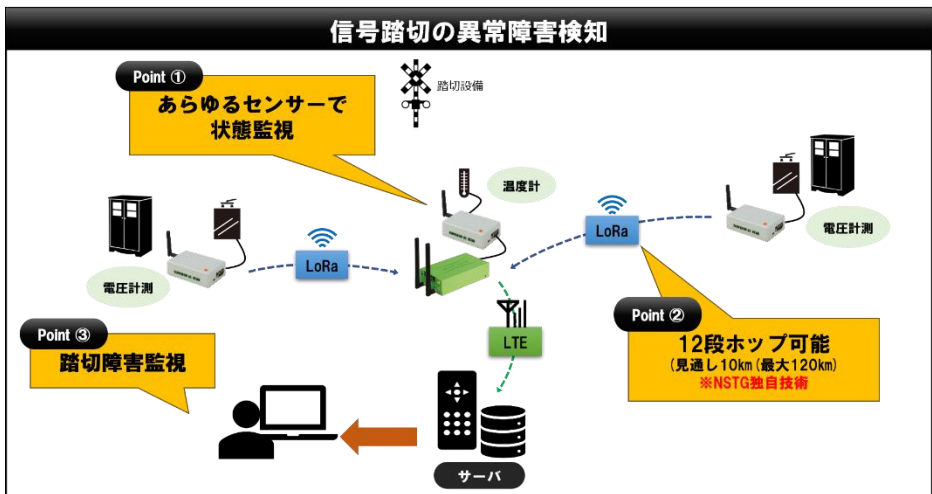 信号踏切の異常障害検知
Point ①
あらゆるセンサーで
状態監視
踏切設備
温度計
電圧計測
LoRa
LoRa
電圧計測
Point ②
12段ホップ可能
(見通し10km(最大120km)
※NSTG独自技術
Point ③
踏切障害監視
LTE
サーバ